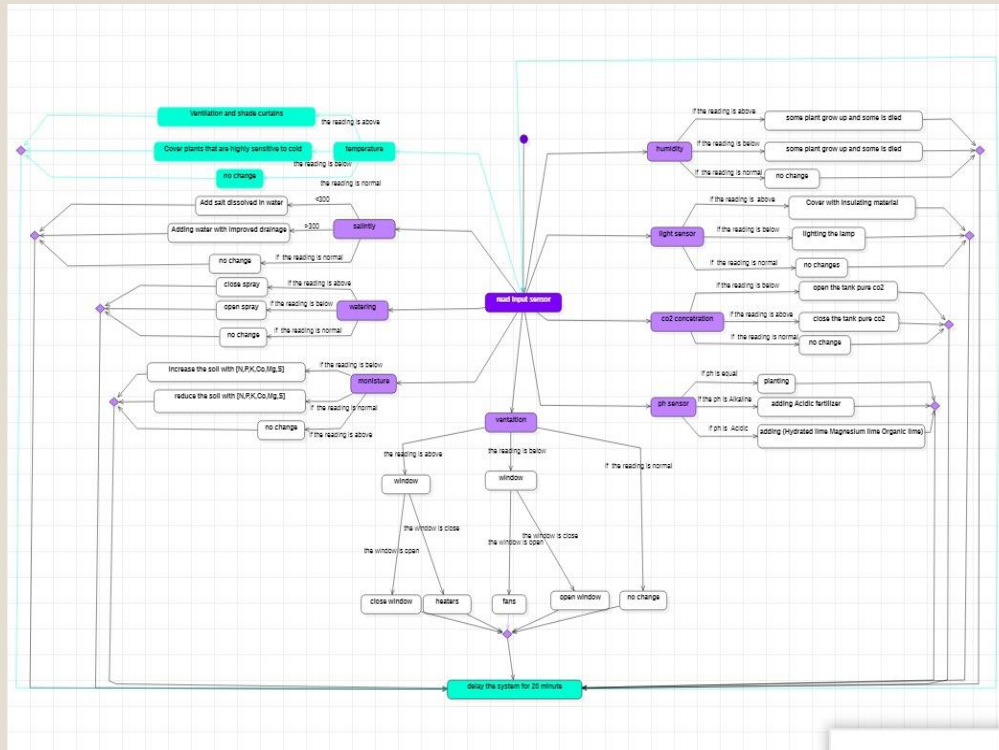 Ventilation and shade curtains
the reading is above
Cover plants that are highly sensitive to cold
temperature
the reading is below
no change
the reading is normal
Add salt dissolved in water
<300
Adding water with improved drainage
>300
salinity
no change
if the reading is normal
close spray
if the reading is above
open spray
if the reading is below
watering
no change
if the reading is normal
increase the soil with [N,P,K,Co,Mg,S]
if the reading is below
monisture
reduce the soil with [N,P,K,Co,Mg,S]
if the reading is normal
no change
if the reading is above
read input sensor
if the reading is above
some plant grow up and some is died
humidity
if the reading is below
some plant grow up and some is died
if the reading is normal
no change
if the reading is above
Cover with insulating material
light sensor
if the reading is below
lighting the lamp
if the reading is normal
no changes
if the reading is below
open the tank pure co2
co2 concetration
if the reading is above
close the tank pure co2
if the reading is normal
no change
if ph is equal
planting
ph sensor
if the ph is Alkaline
adding Acidic fertilizer
if ph is Acidic
adding (Hydrated lime Magnesium lime Organic lime)
ventaltion
the reading is above
the reading is below
if the reading is normal
window
window
the window is close
the window is open
the window is close
the window is open
close window
heaters
fans
open window
no change
delay the system for 20 minute